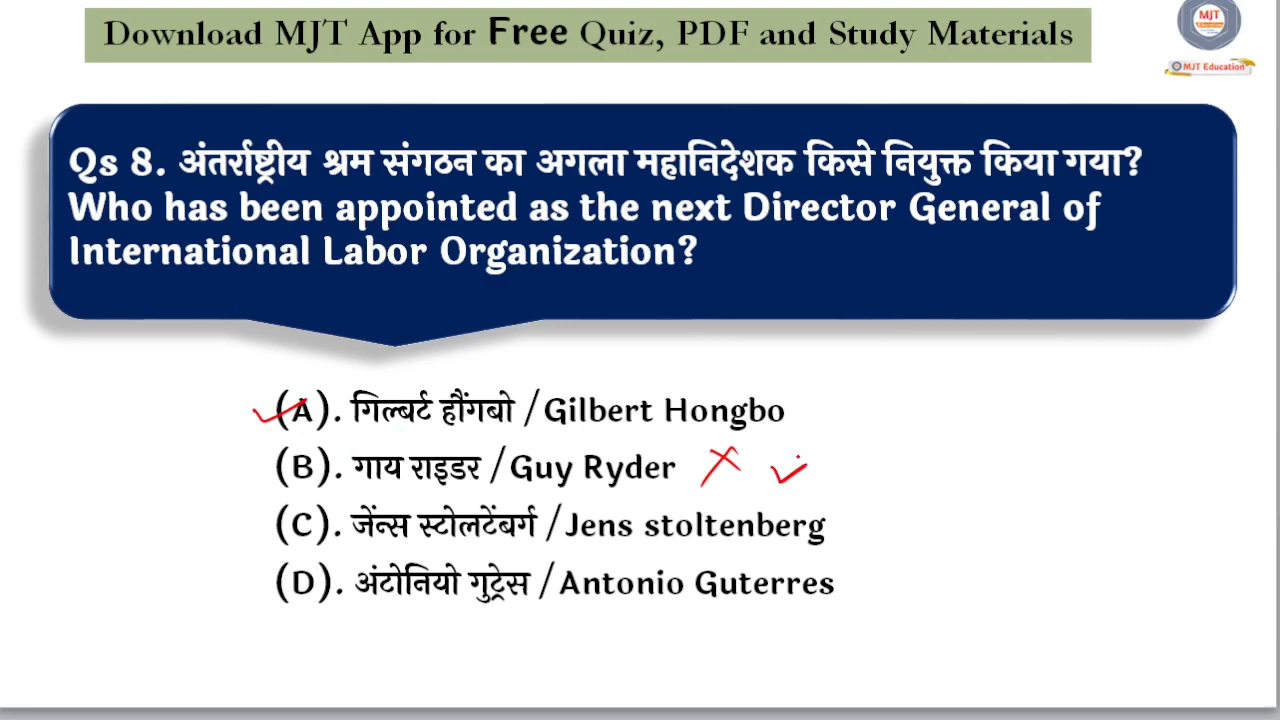 Download MJT App for Free Quiz, PDF and Study Materials
MJT
Education
MJT Education
Qs 8. अंतर्राष्ट्रीय श्रम संगठन का अगला महानिदेशक किसे नियुक्त किया गया?
Who has been appointed as the next Director General of
International Labor Organization?
(A). गिल्बर्ट हौंगबो /Gilbert Hongbo
(B). गाय राइडर /Guy Ryder
(C). जेंन्स स्टोलटेंबर्ग /Jens stoltenberg
(D). अंटोनियो गुट्रेस /Antonio Guterres